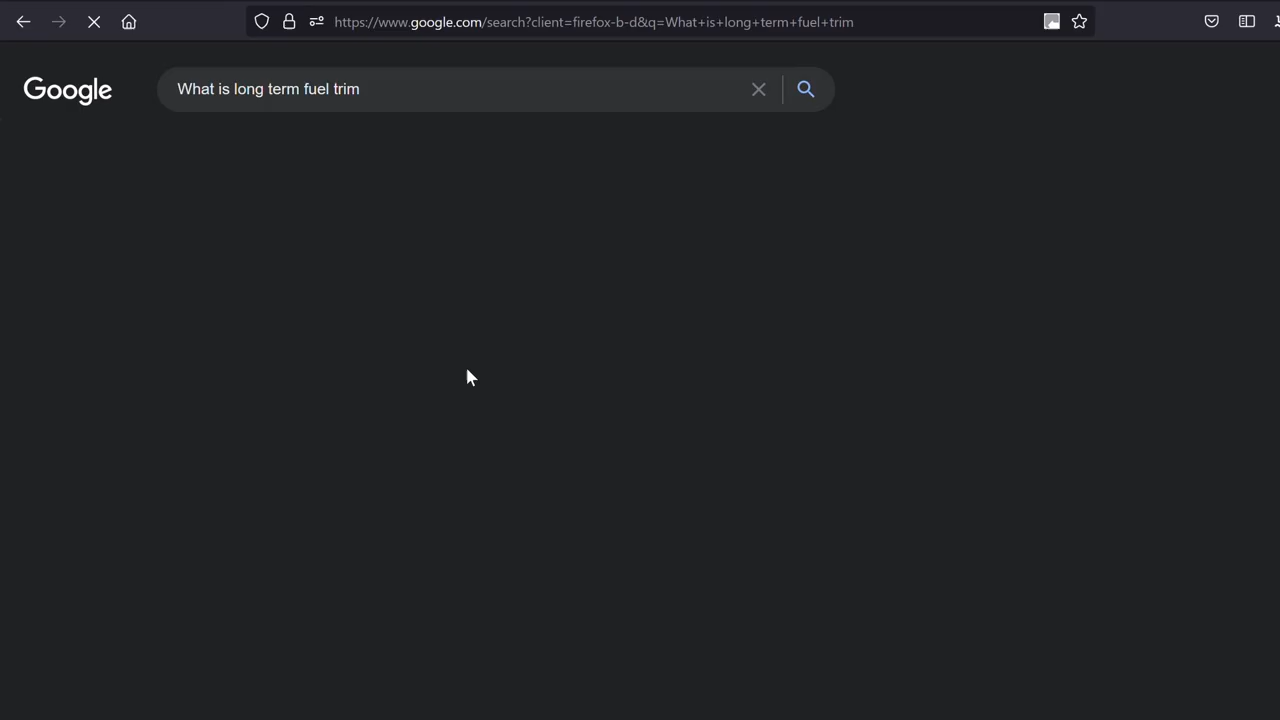 https://www.google.com/search?client=firefox-b-d&q=What+is+long+term+fuel+trim
Google
What is long term fuel trim